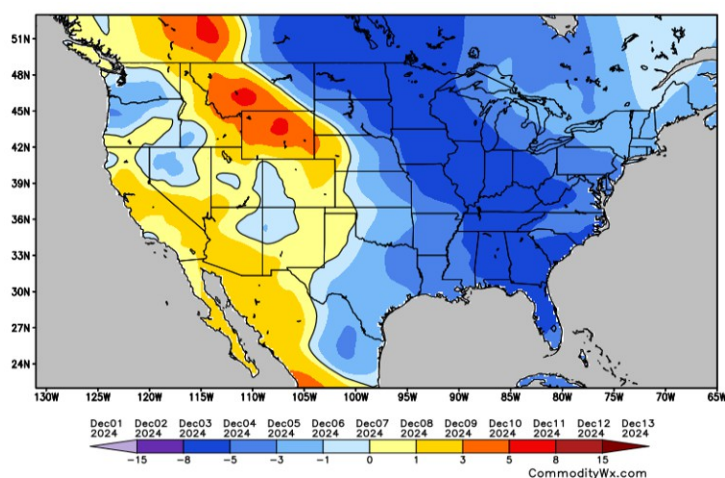 51N
48N
45N
42N
39N
36N
33N
30N
27N
24N
130W 125W 120W 115W 110W 105W 100W 95W 90W 85W 80W 75W 70W 65W
Dec01 Dec02 Dec03 Dec04 Dec05 Dec06 Dec07 Dec08 Dec09 Dec10 Dec11 Dec12 Dec13
2024 2024 2024 2024 2024 2024 2024 2024 2024 2024 2024 2024 2024
-15 -8 -5 -3 -1 0 1 3 5 8 15
CommodityWx.com